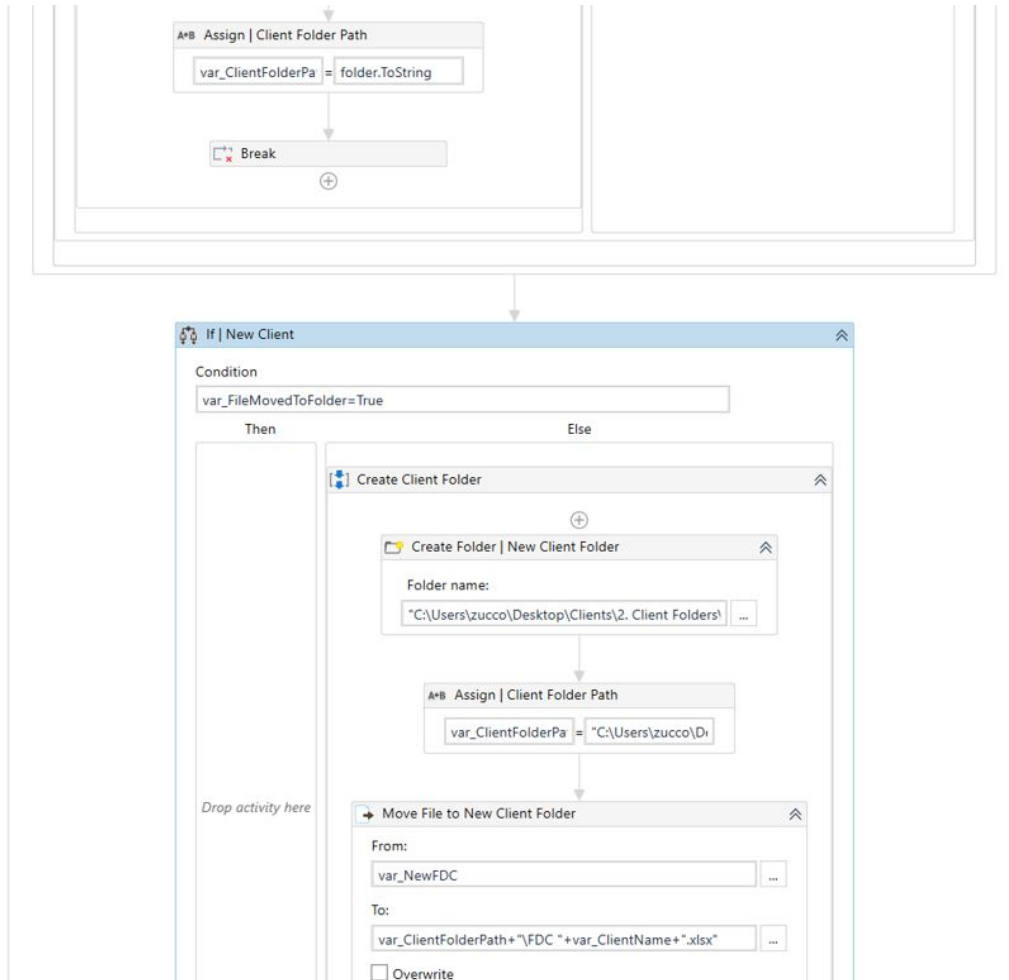 A+B Assign | Client Folder Path
var_ClientFolderPa = folder.ToString
Break
If | New Client
Condition
var_FileMovedToFolder=True
Then Else
Create Client Folder
Create Folder | New Client Folder
Folder name:
"C:\Users\zucco\Desktop\Clients\2. Client Folders\ ...
A+B Assign | Client Folder Path
var_ClientFolderPa = "C:\Users\zucco\De
Drop activity here
Move File to New Client Folder
From:
var_NewFDC ...
To:
var_ClientFolderPath+"\FDC "+var_ClientName+".xlsx" ...
Overwrite